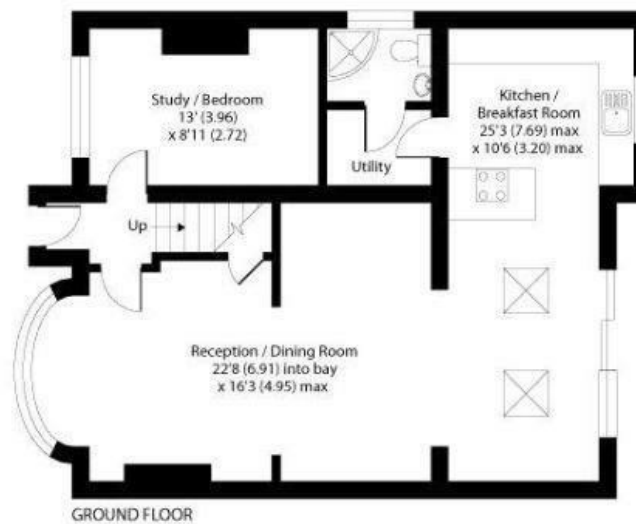 Study / Bedroom
13' (3.96)
x 8'11 (2.72)
Kitchen /
Breakfast Room
25'3 (7.69) max
x 10'6 (3.20) max
Utility
Up
Reception / Dining Room
22'8 (6.91) into bay
x 16'3 (4.95) max
GROUND FLOOR